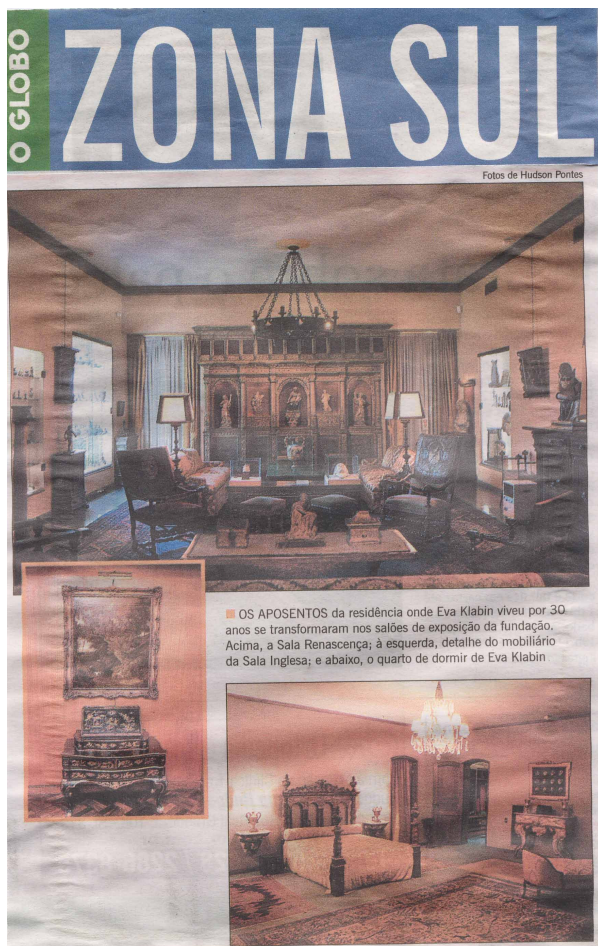 O GLOBO
ZONA SUL
Fotos de Hudson Pontes
OS APOSENTOS da residência onde Eva Klabin viveu por 30
anos se transformaram nos salões de exposição da fundação.
Acima, a Sala Renascença; à esquerda, detalhe do mobiliário
da Sala Inglesa; e abaixo, o quarto de dormir de Eva Klabin